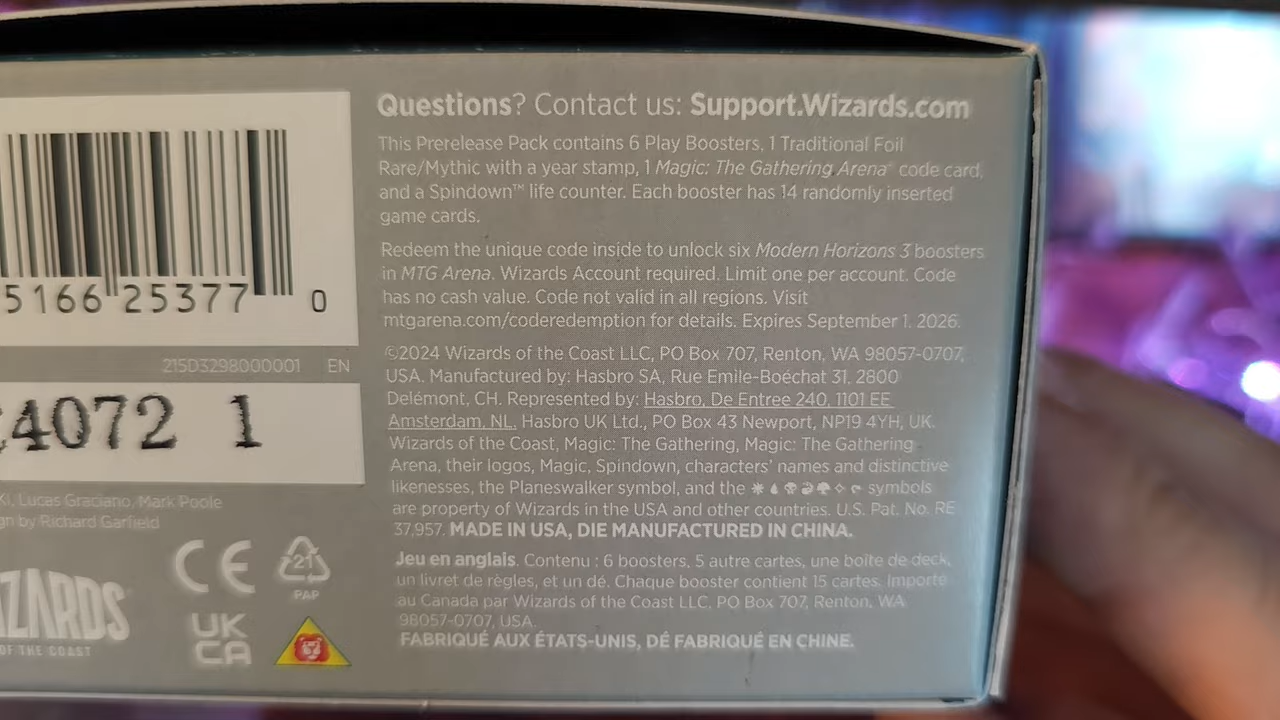 5166 25377 0
215D3298000001 EN
4072 1
Lucas Graciano, Mark Poole
by Richard Garfield
CE
21
PAP
UK
CA
OF THE COAST
Questions? Contact us: Support.Wizards.com
This Prerelease Pack contains 6 Play Boosters, 1 Traditional Foil
Rare/Mythic with a year stamp, 1 Magic: The Gathering Arena® code card,
and a Spindown™ life counter. Each booster has 14 randomly inserted
game cards.
Redeem the unique code inside to unlock six Modern Horizons 3 boosters
in MTG Arena. Wizards Account required. Limit one per account. Code
has no cash value. Code not valid in all regions. Visit
mtgarena.com/coderedemption for details. Expires September 1, 2026.
©2024 Wizards of the Coast LLC, PO Box 707, Renton, WA 98057-0707,
USA. Manufactured by: Hasbro SA, Rue Emile-Boéchat 31, 2800
Delémont, CH. Represented by: Hasbro, De Entree 240, 1101 EE
Amsterdam, NL. Hasbro UK Ltd., PO Box 43 Newport, NP19 4YH, UK.
Wizards of the Coast, Magic: The Gathering, Magic: The Gathering
Arena, their logos, Magic, Spindown, characters' names and distinctive
likenesses, the Planeswalker symbol, and the symbols
are property of Wizards in the USA and other countries. U.S. Pat. No. RE
37,957. MADE IN USA, DIE MANUFACTURED IN CHINA.
Jeu en anglais. Contenu : 6 boosters, 5 autre cartes, une boîte de deck,
un livret de règles, et un dé. Chaque booster contient 15 cartes. Importé
au Canada par Wizards of the Coast LLC, PO Box 707, Renton, WA
98057-0707, USA.
FABRIQUÉ AUX ÉTATS-UNIS, DÉ FABRIQUÉ EN CHINE.